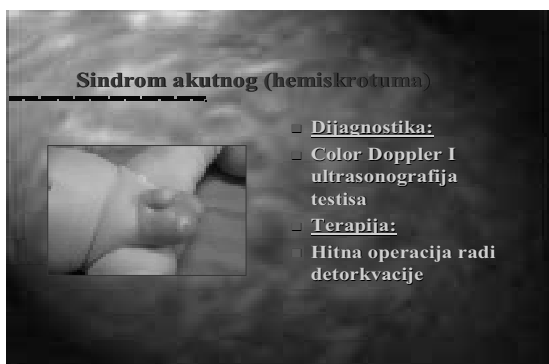 Sindrom akutnog (hemiskrotuma)
Dijagnostika:
Color Doppler I
ultrasonografija
testisa
Terapija:
Hitna operacija radi
detorkvacije